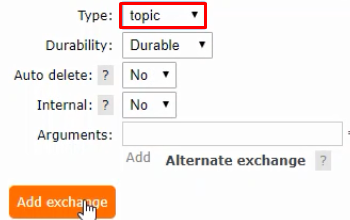 Type: topic
Durability: Durable
Auto delete: ? No
Internal: ? No
Arguments: =
Add Alternate exchange ?
Add exchange